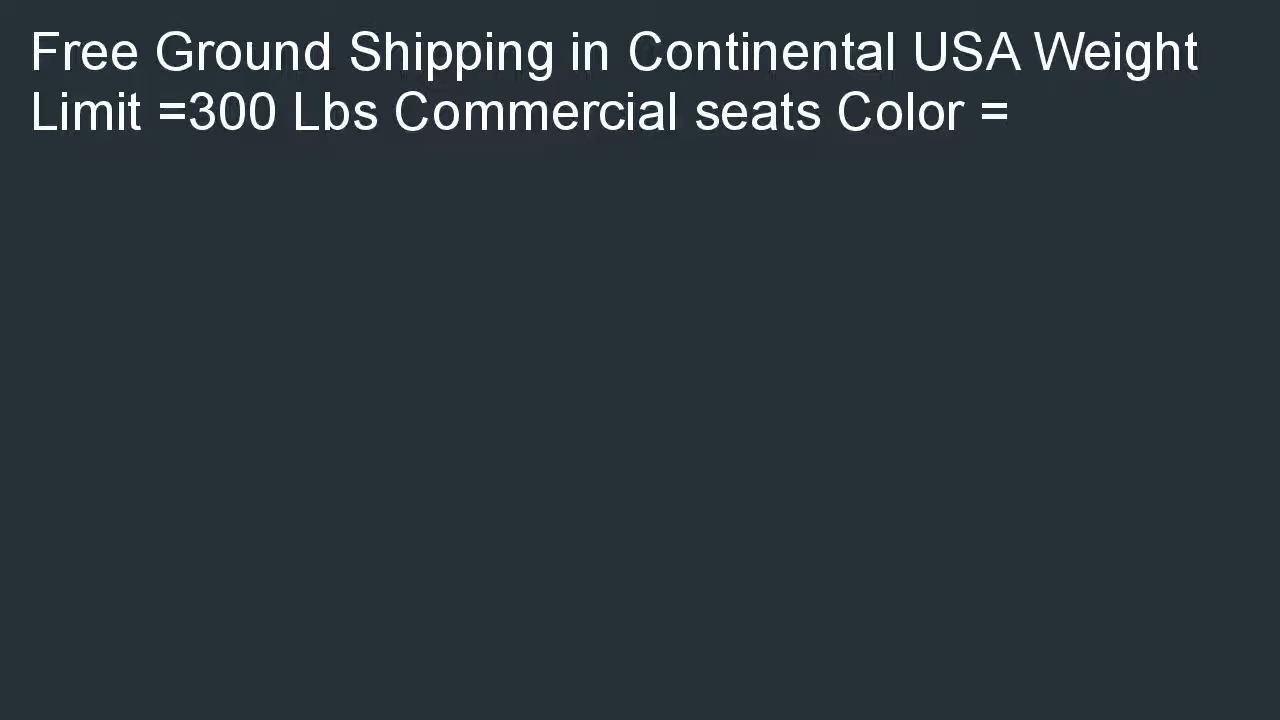 Free Ground Shipping in Continental USA Weight
Limit =300 Lbs Commercial seats Color =